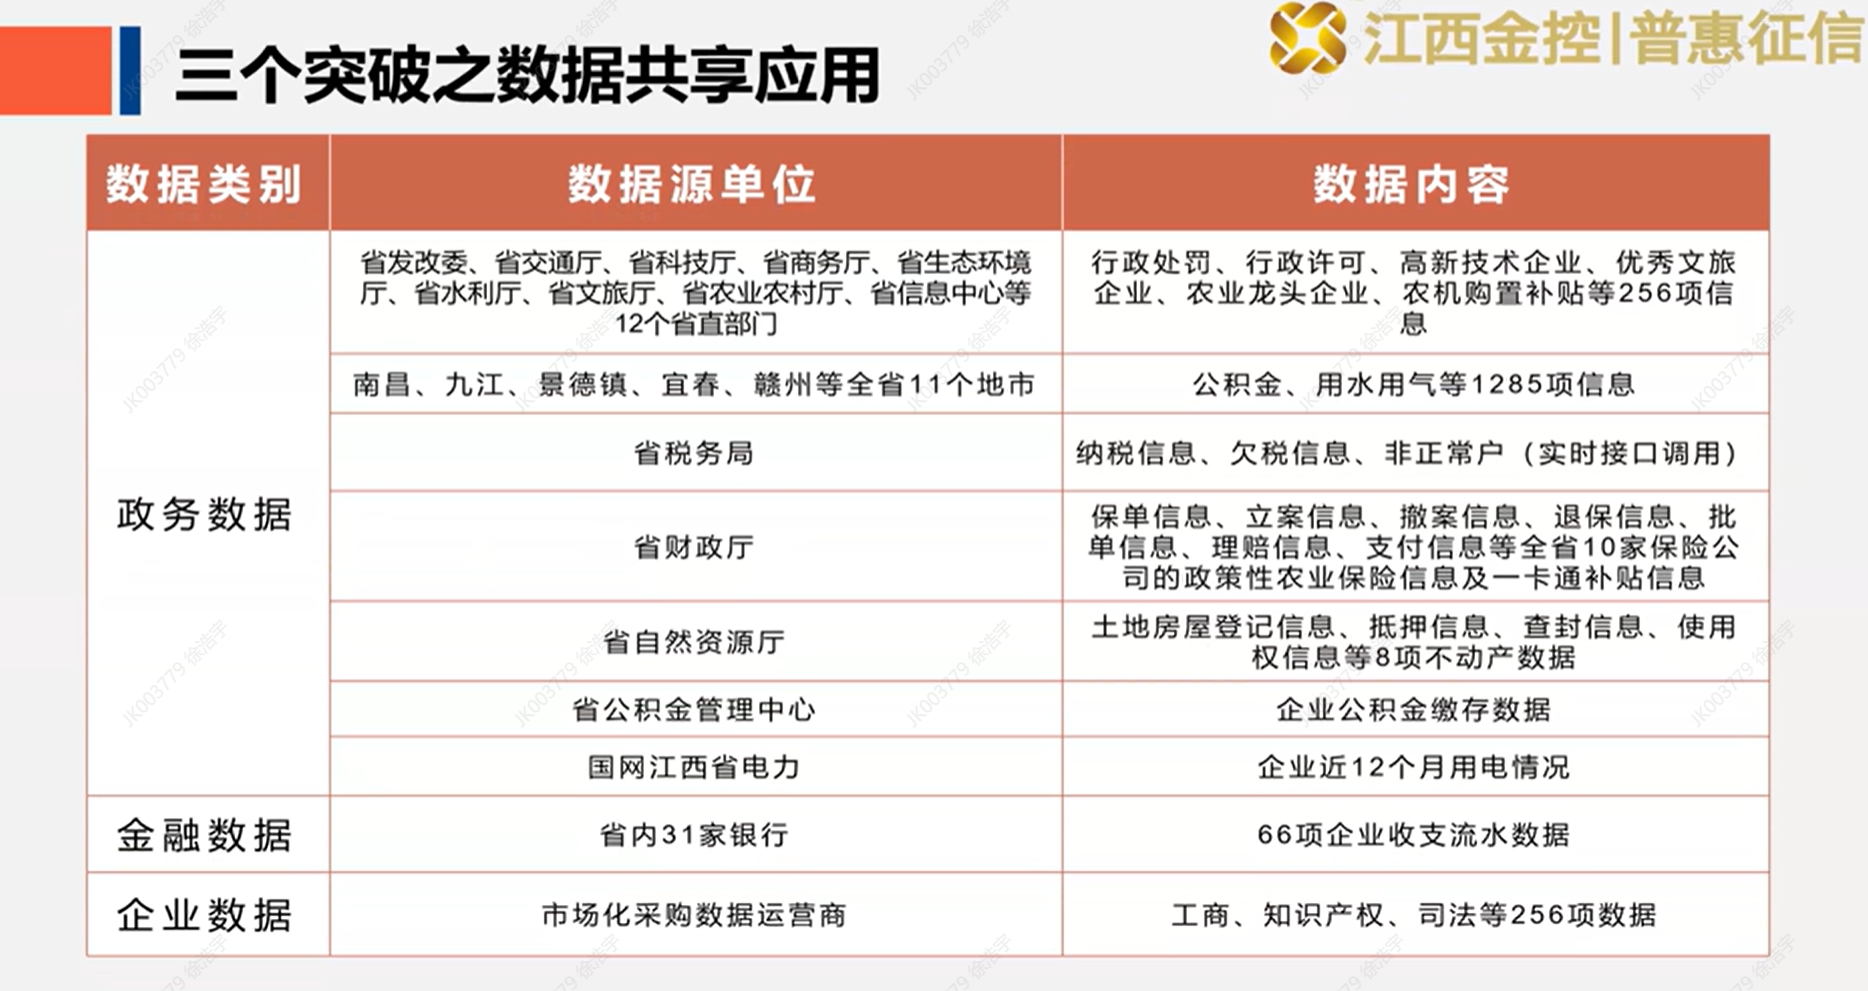 江西金控|普惠征信
三个突破之数据共享应用
数据类别
数据源单位
数据内容
政务数据
省发改委、省交通厅、省科技厅、省商务厅、省生态环境
厅、省水利厅、省文旅厅、省农业农村厅、省信息中心等
12个省直部门
行政处罚、行政许可、高新技术企业、优秀文旅
企业、农业龙头企业、农机购置补贴等256项信
息
南昌、九江、景德镇、宜春、赣州等全省11个地市
公积金、用水用气等1285项信息
省税务局
纳税信息、欠税信息、非正常户（实时接口调用）
省财政厅
保单信息、立案信息、撤案信息、退保信息、批
单信息、理赔信息、支付信息等全省10家保险公
司的政策性农业保险信息及一卡通补贴信息
省自然资源厅
土地房屋登记信息、抵押信息、查封信息、使用
权信息等8项不动产数据
省公积金管理中心
企业公积金缴存数据
国网江西省电力
企业近12个月用电情况
金融数据
省内31家银行
66项企业收支流水数据
企业数据
市场化采购数据运营商
工商、知识产权、司法等256项数据
JK003779 徐浩宇